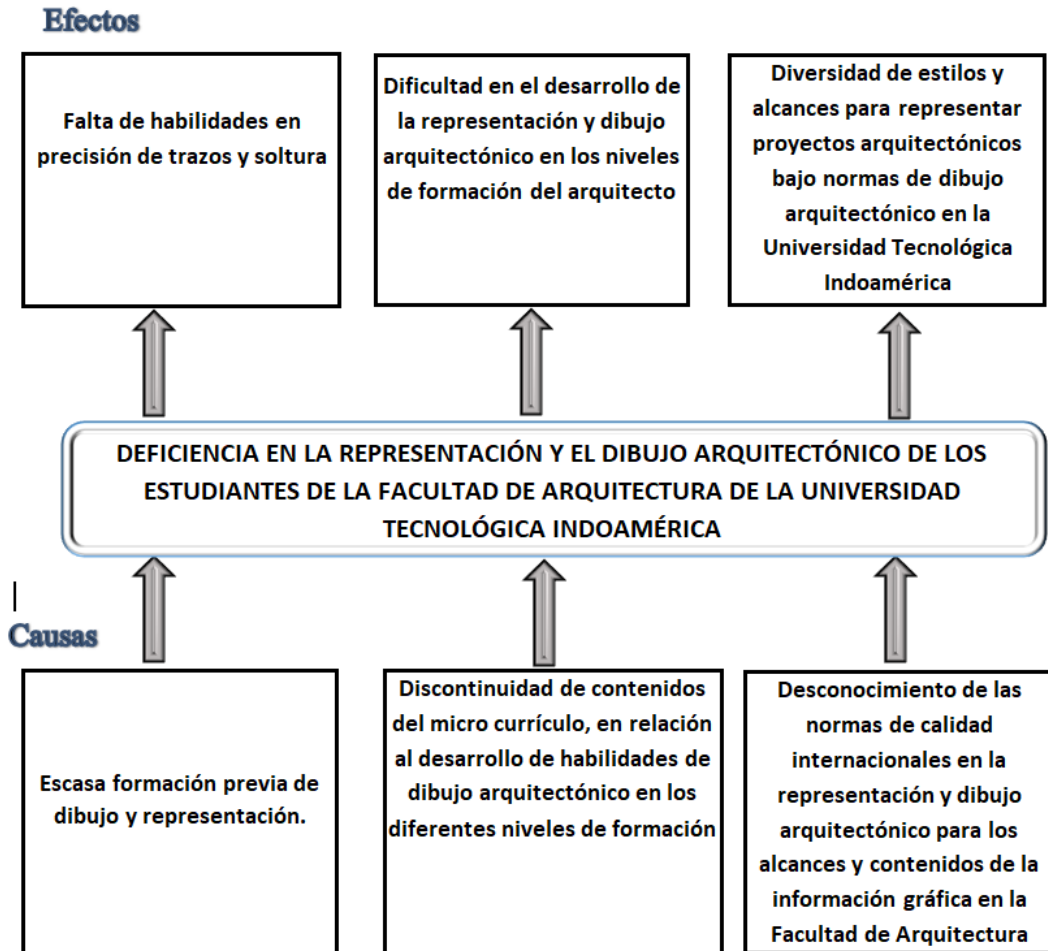 Efectos
Falta de habilidades en
precisión de trazos y soltura
Dificultad en el desarrollo de
la representación y dibujo
arquitectónico en los niveles
de formación del arquitecto
Diversidad de estilos y
alcances para representar
proyectos arquitectónicos
bajo normas de dibujo
arquitectónico en la
Universidad Tecnológica
Indoamérica
DEFICIENCIA EN LA REPRESENTACIÓN Y EL DIBUJO ARQUITECTÓNICO DE LOS
ESTUDIANTES DE LA FACULTAD DE ARQUITECTURA DE LA UNIVERSIDAD
TECNOLÓGICA INDOAMÉRICA
Causas
Escasa formación previa de
dibujo y representación.
Discontinuidad de contenidos
del micro currículo, en relación
al desarrollo de habilidades de
dibujo arquitectónico en los
diferentes niveles de formación
Desconocimiento de las
normas de calidad
internacionales en la
representación y dibujo
arquitectónico para los
alcances y contenidos de la
información gráfica en la
Facultad de Arquitectura